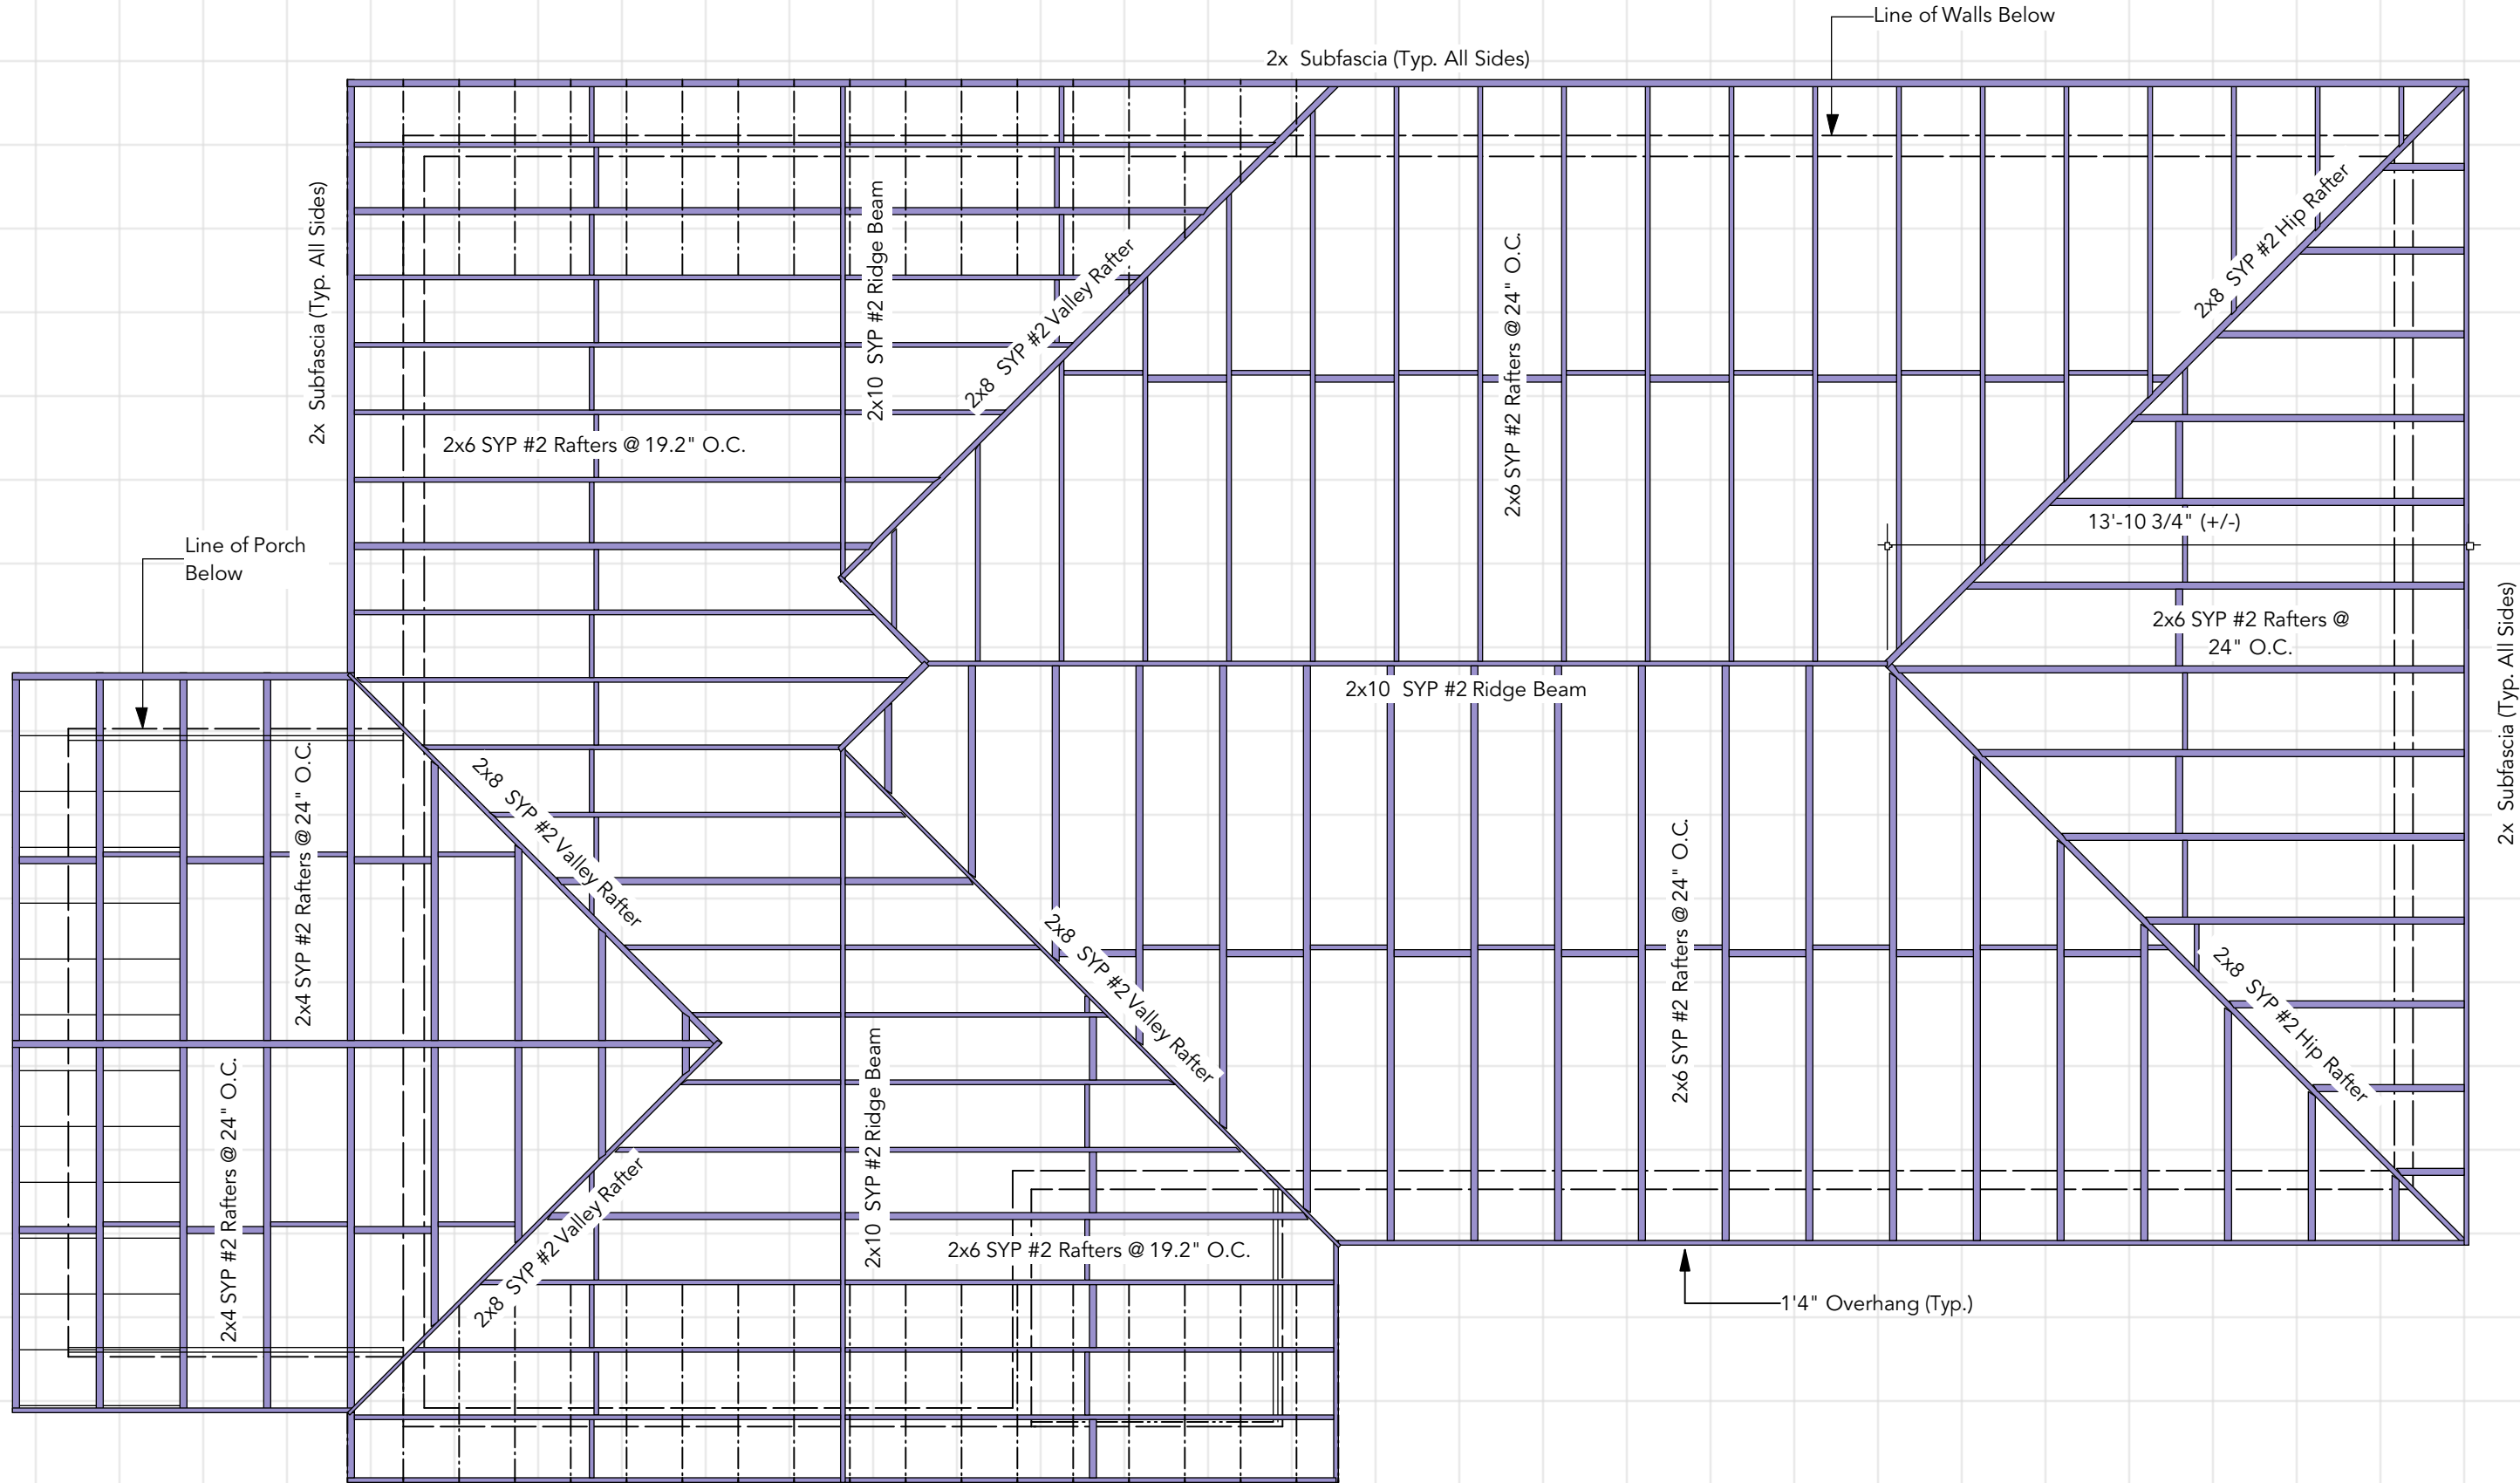 Line of Walls Below
2x  Subfascia (Typ. All Sides)
2x  Subfascia (Typ. All Sides)
2x10  SYP #2 Ridge Beam
2x8  SYP #2 Valley Rafter
2x6 SYP #2 Rafters @ 24" O.C.
2x8  SYP #2 Hip Rafter
2x6 SYP #2 Rafters @ 19.2" O.C.
13'-10 3/4" (+/-)
Line of Porch
Below
2x6 SYP #2 Rafters @
24" O.C.
2x  Subfascia (Typ. All Sides)
2x10  SYP #2 Ridge Beam
2x4 SYP #2 Rafters @ 24" O.C.
2x8  SYP #2 Valley Rafter
2x8  SYP #2 Valley Rafter
2x6 SYP #2 Rafters @ 24" O.C.
2x8  SYP #2 Hip Rafter
2x4 SYP #2 Rafters @ 24" O.C.
2x8  SYP #2 Valley Rafter
2x10  SYP #2 Ridge Beam
2x6 SYP #2 Rafters @ 19.2" O.C.
1'4" Overhang (Typ.)